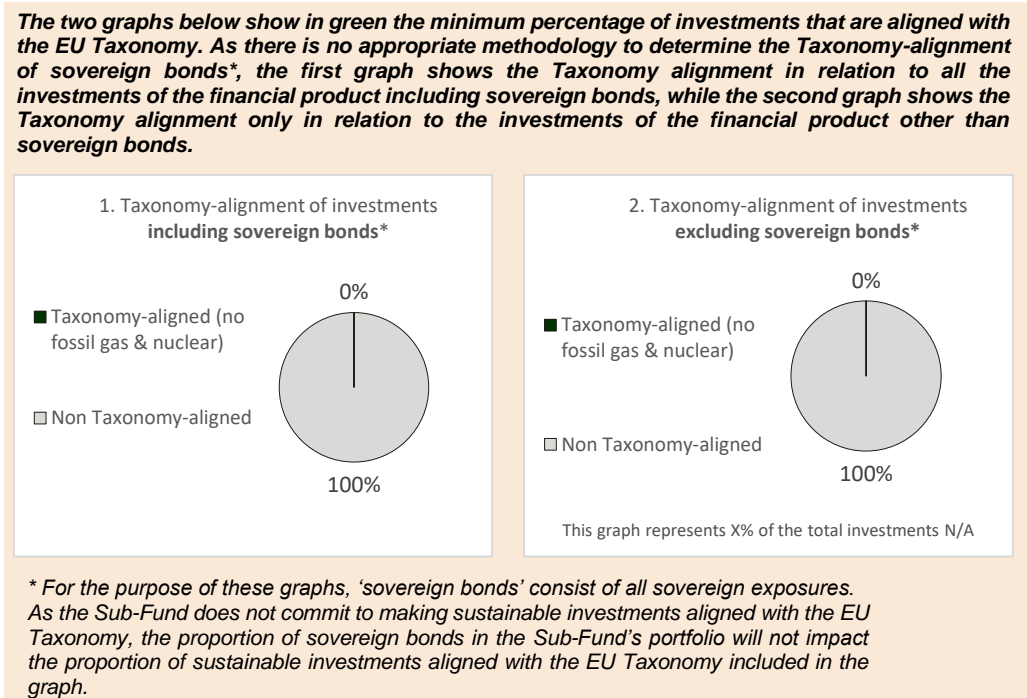 The two graphs below show in green the minimum percentage of investments that are aligned with
the EU Taxonomy. As there is no appropriate methodology to determine the Taxonomy-alignment
of sovereign bonds*, the first graph shows the Taxonomy alignment in relation to all the
investments of the financial product including sovereign bonds, while the second graph shows the
Taxonomy alignment only in relation to the investments of the financial product other than
sovereign bonds.
1. Taxonomy-alignment of investments
including sovereign bonds*
0%
Taxonomy-aligned (no
fossil gas & nuclear)
Non Taxonomy-aligned
100%
2. Taxonomy-alignment of investments
excluding sovereign bonds*
0%
Taxonomy-aligned (no
fossil gas & nuclear)
Non Taxonomy-aligned
100%
This graph represents X% of the total investments N/A
* For the purpose of these graphs, ‘sovereign bonds’ consist of all sovereign exposures.
As the Sub-Fund does not commit to making sustainable investments aligned with the EU
Taxonomy, the proportion of sovereign bonds in the Sub-Fund’s portfolio will not impact
the proportion of sustainable investments aligned with the EU Taxonomy included in the
graph.